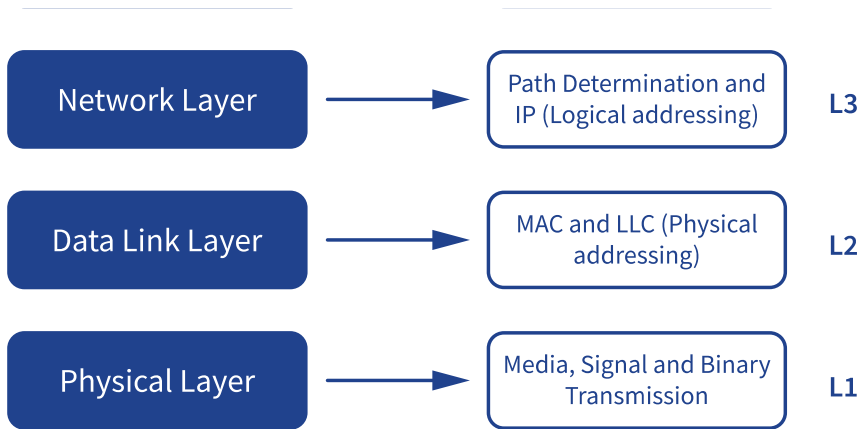 Network Layer
Path Determination and
IP (Logical addressing)
L3
Data Link Layer
MAC and LLC (Physical
addressing)
L2
Physical Layer
Media, Signal and Binary
Transmission
L1